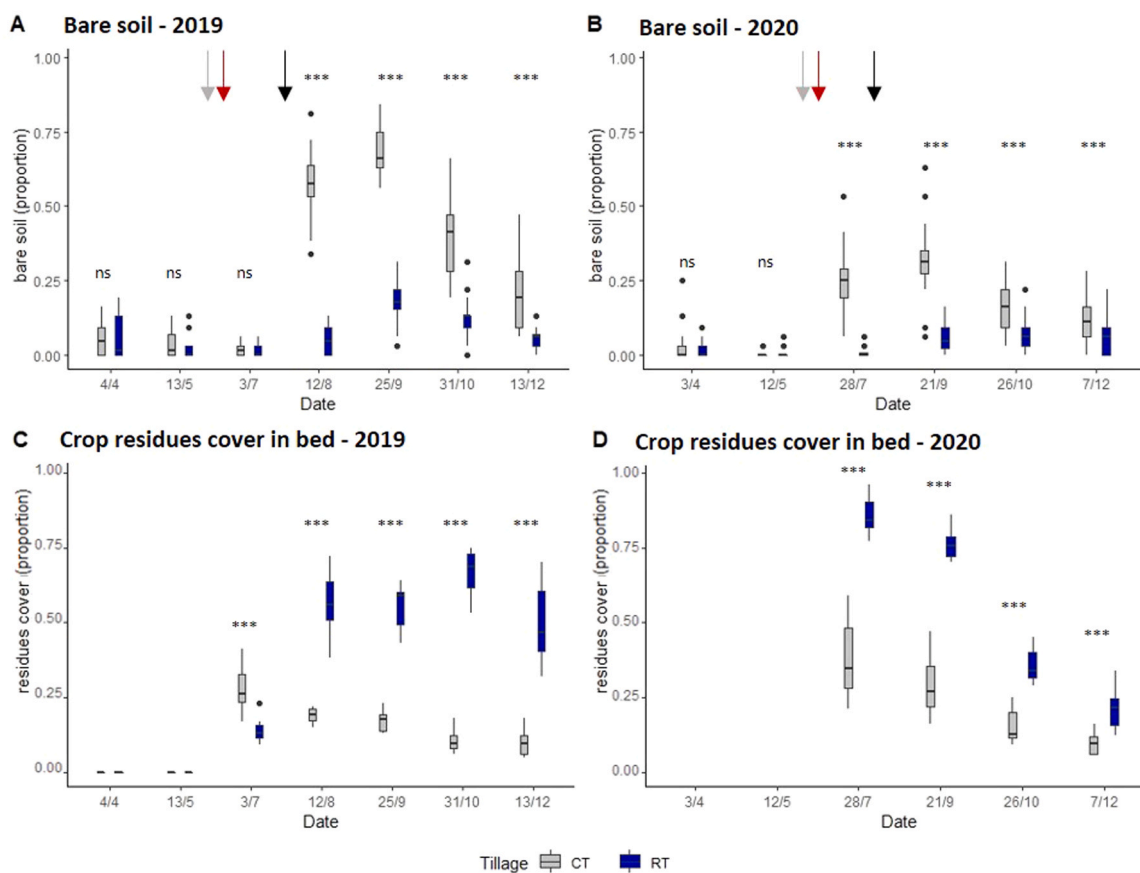 A Bare soil - 2019
1.00
0.75
0.50
0.25
0.00
bare soil (proportion)
*** *** *** ***
ns ns ns
4/4 13/5 3/7 12/8 25/9 31/10 13/12
Date
B Bare soil - 2020
1.00
0.75
0.50
0.25
0.00
bare soil (proportion)
*** *** *** ***
ns ns
3/4 12/5 28/7 21/9 26/10 7/12
Date
C Crop residues cover in bed - 2019
1.00
0.75
0.50
0.25
0.00
residues cover (proportion)
*** *** *** ***
***
4/4 13/5 3/7 12/8 25/9 31/10 13/12
Date
D Crop residues cover in bed - 2020
1.00
0.75
0.50
0.25
0.00
residues cover (proportion)
***
***
***
***
3/4 12/5 28/7 21/9 26/10 7/12
Date
Tillage CT RT